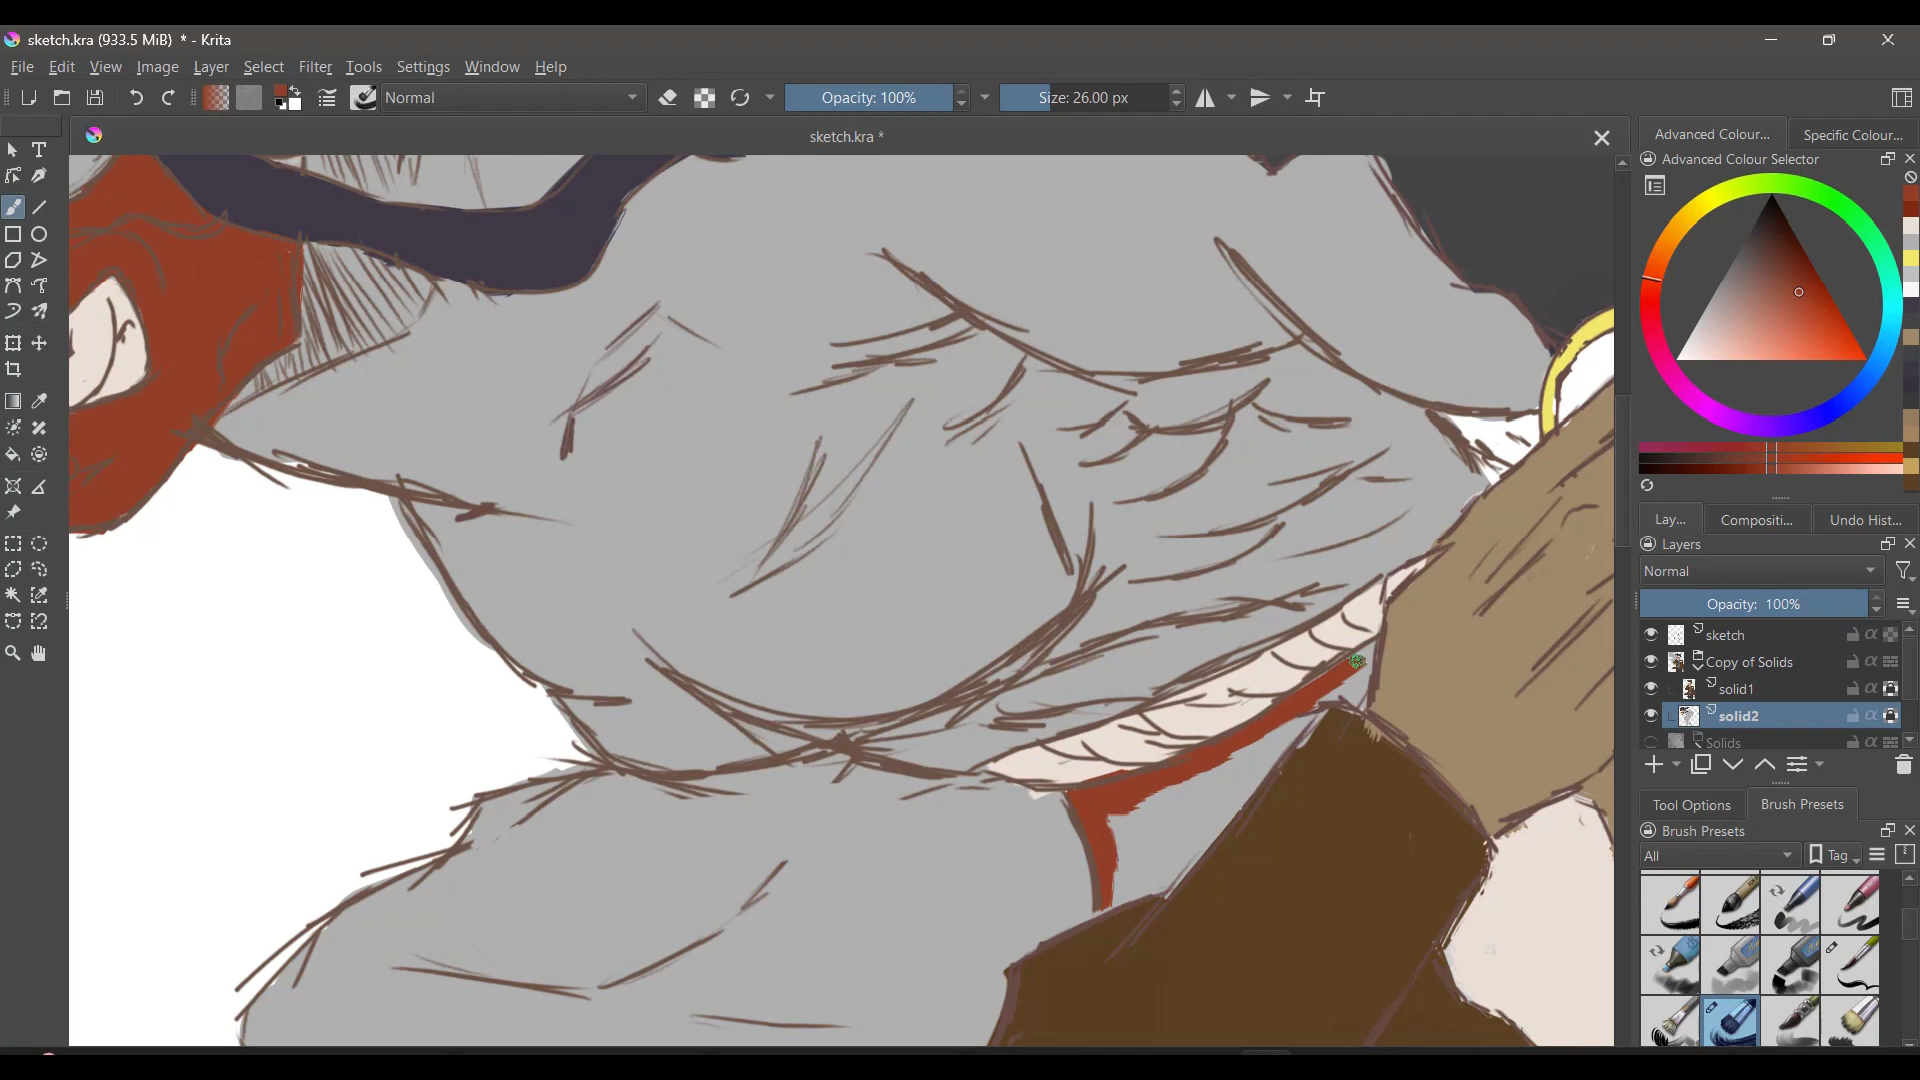 sketch.kra (933.5 MiB) * - Krita
File Edit View Image Layer Select Filter Tools Settings Window Help
Normal
Opacity: 100%
Size: 26.00 px
sketch.kra *
Advanced Colour... Specific Colour...
Advanced Colour Selector
Lay... Compositi... Undo Hist...
Layers
Normal
Opacity: 100%
sketch
Copy of Solids
solid1
solid2
Solids
Tool Options Brush Presets
Brush Presets
All Tag